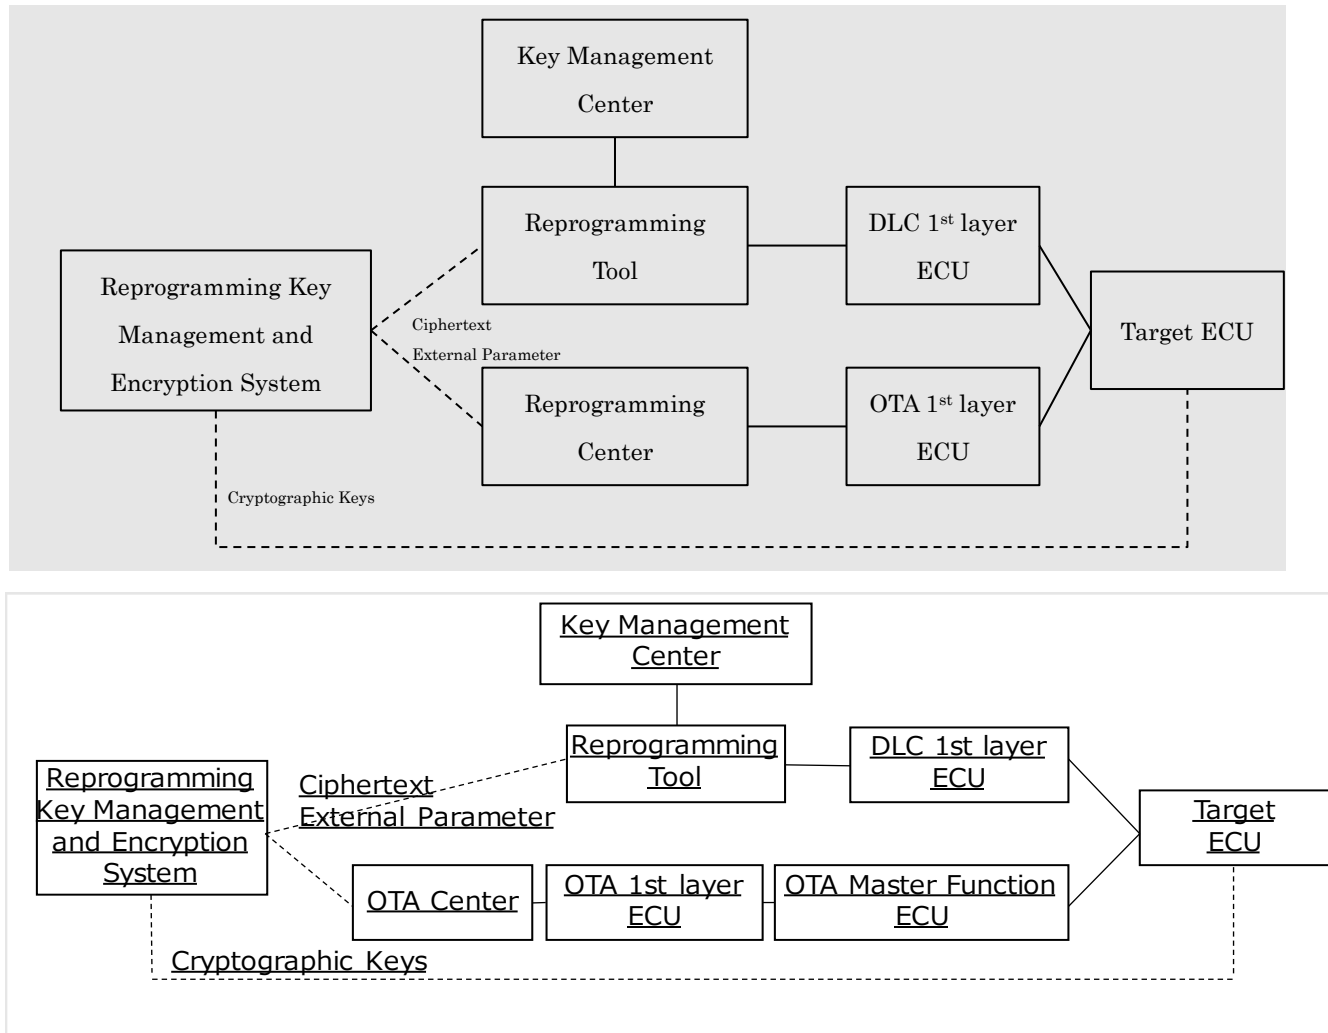 Key Management
Center
Reprogramming
Tool
DLC 1st layer
ECU
Reprogramming Key
Management and
Encryption System
Ciphertext
External Parameter
Target ECU
Reprogramming
Center
OTA 1st layer
ECU
Cryptographic Keys
Key Management
Center
Reprogramming
Tool
DLC 1st layer
ECU
Reprogramming
Key Management
and Encryption
System
Ciphertext
External Parameter
Target
ECU
OTA Center
OTA 1st layer
ECU
OTA Master Function
ECU
Cryptographic Keys